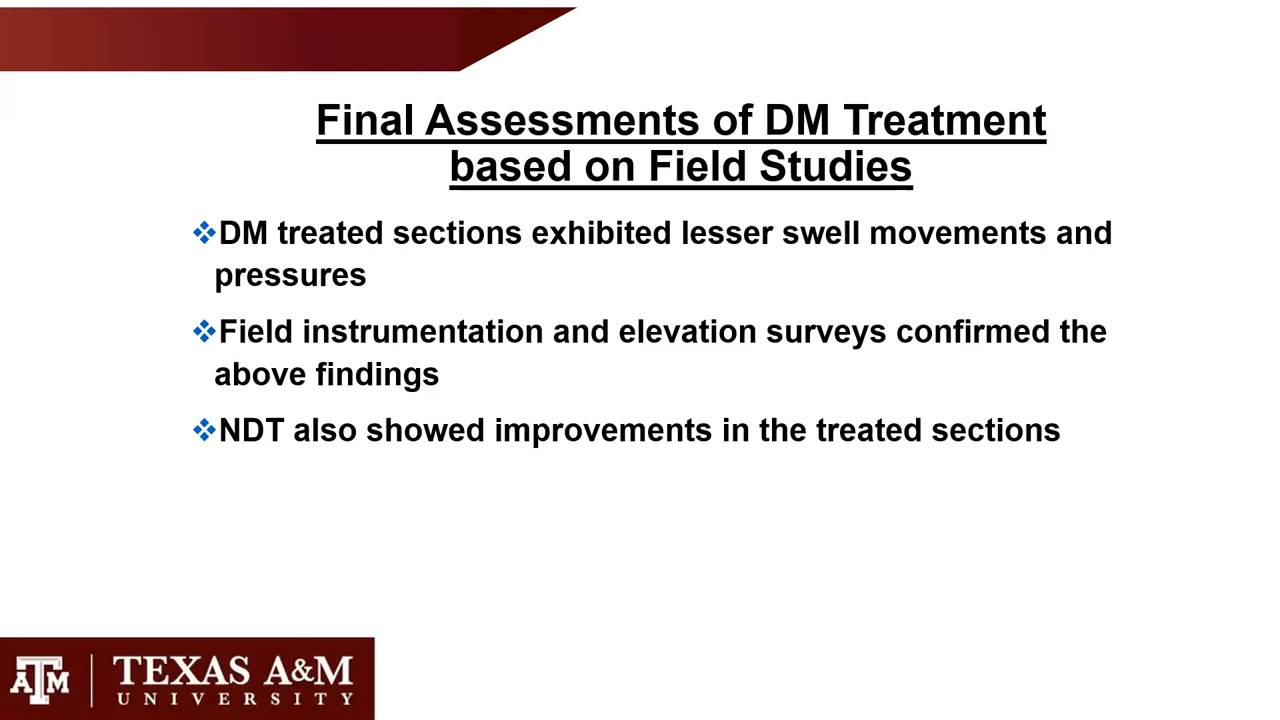 Final Assessments of DM Treatment
based on Field Studies
❖DM treated sections exhibited lesser swell movements and
pressures
❖Field instrumentation and elevation surveys confirmed the
above findings
❖NDT also showed improvements in the treated sections
ATM
TEXAS A&M
UNIVERSITY